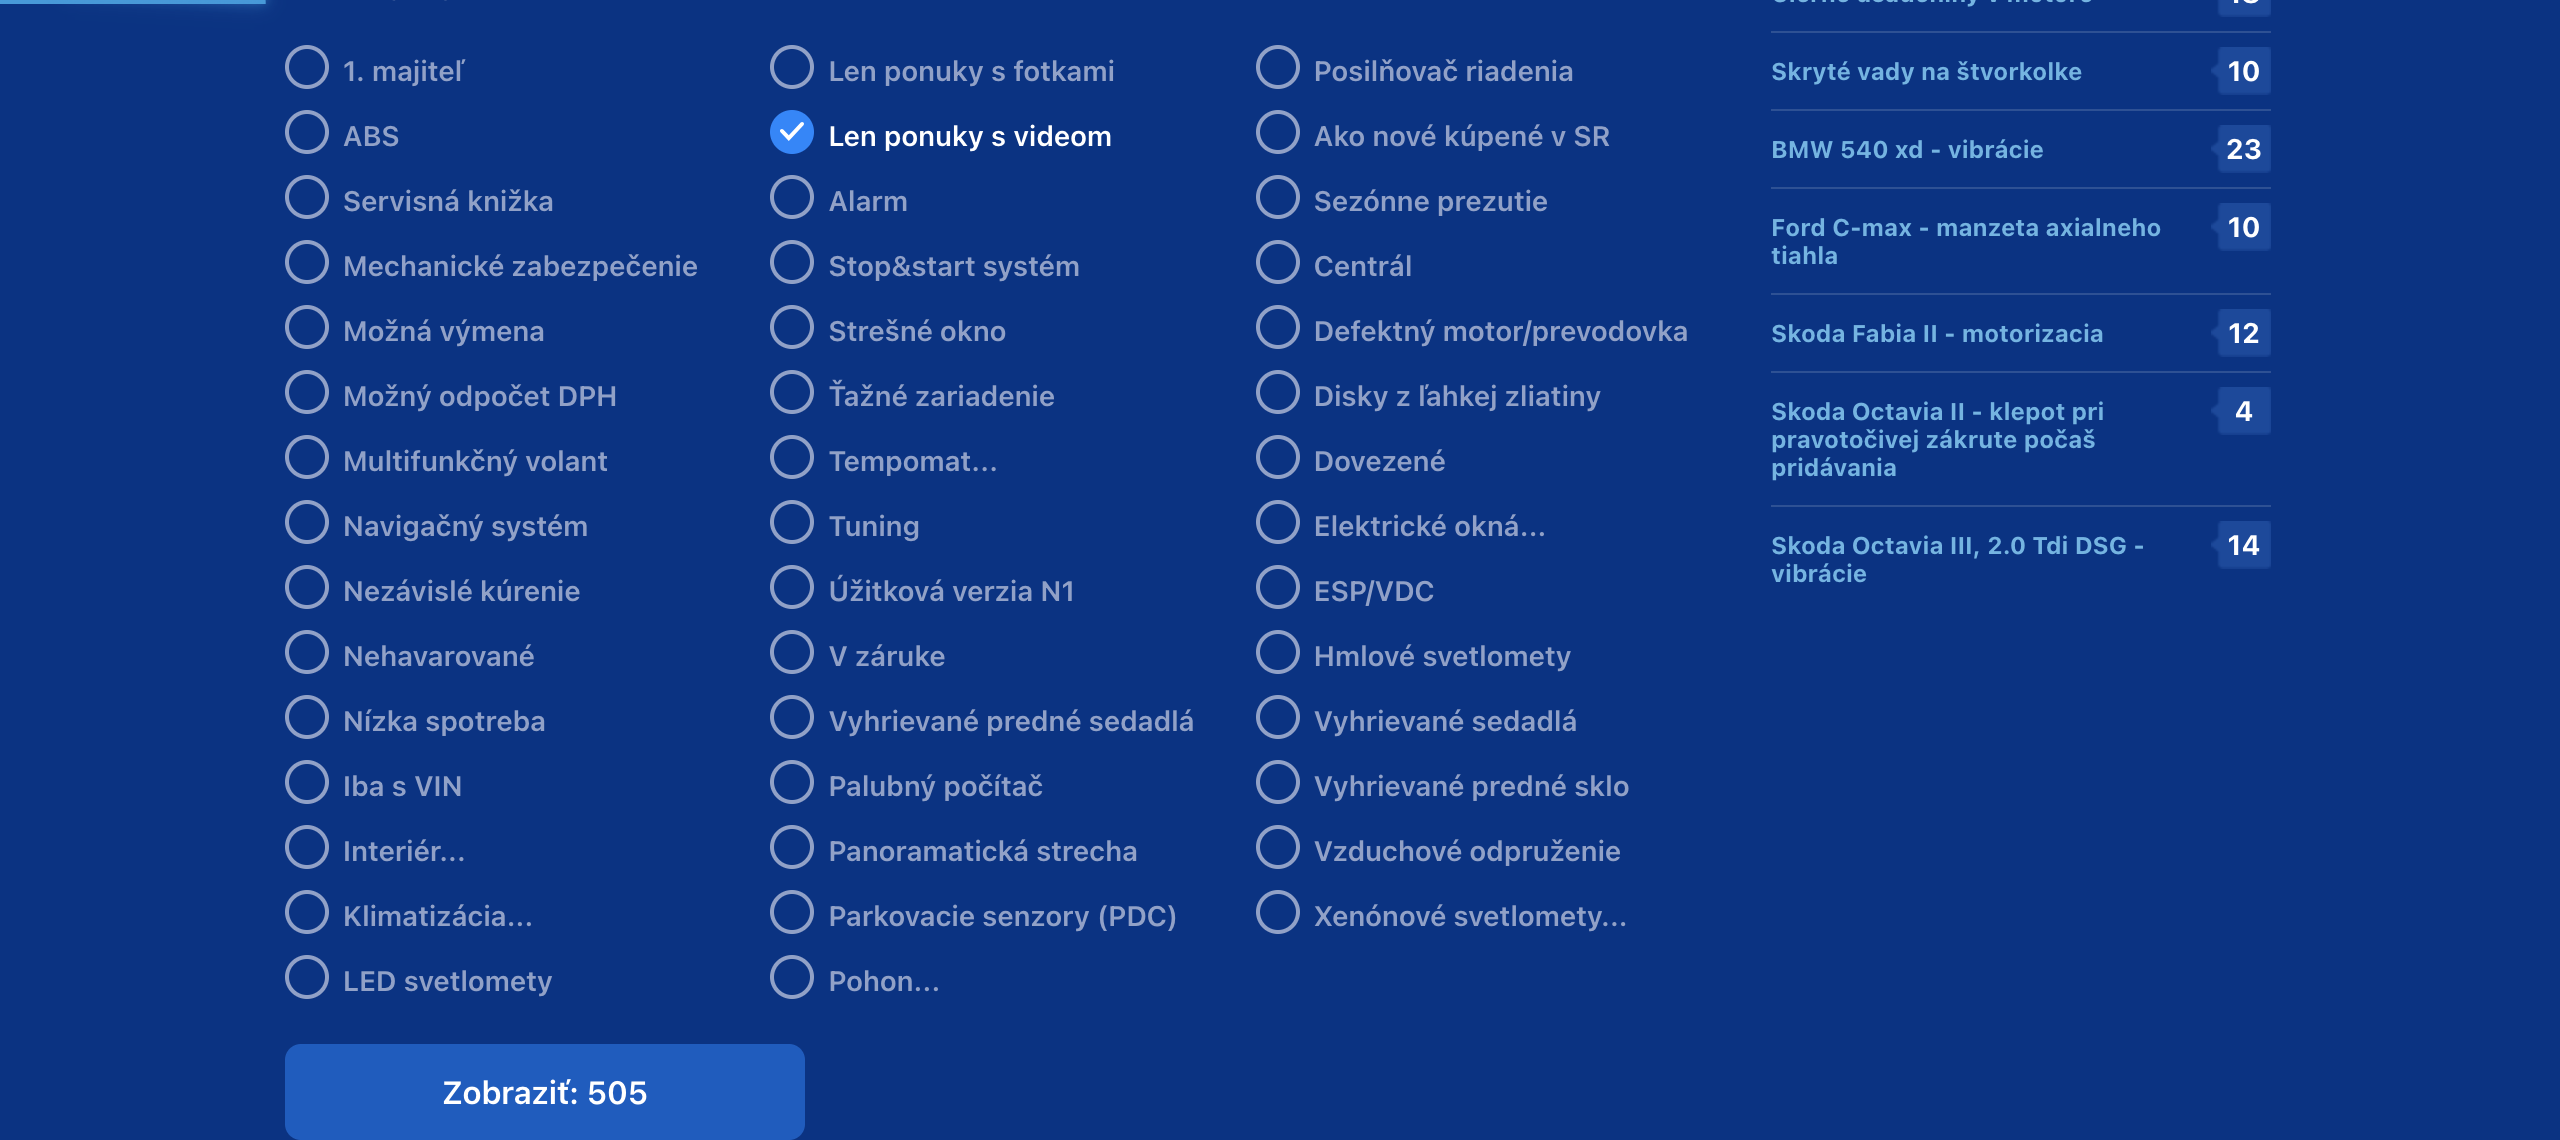 1. majiteľ
ABS
Servisná knižka
Mechanické zabezpečenie
Možná výmena
Možný odpočet DPH
Multifunkčný volant
Navigačný systém
Nezávislé kúrenie
Nehavarované
Nízka spotreba
Iba s VIN
Interiér...
Klimatizácia...
LED svetlomety
Len ponuky s fotkami
Len ponuky s videom
Alarm
Stop&start systém
Strešné okno
Ťažné zariadenie
Tempomat...
Tuning
Úžitková verzia N1
V záruke
Vyhrievané predné sedadlá
Palubný počítač
Panoramatická strecha
Parkovacie senzory (PDC)
Pohon...
Posilňovač riadenia
Ako nové kúpené v SR
Sezónne prezutie
Centrál
Defektný motor/prevodovka
Disky z ľahkej zliatiny
Dovezené
Elektrické okná...
ESP/VDC
Hmlové svetlomety
Vyhrievané sedadlá
Vyhrievané predné sklo
Vzduchové odpruženie
Xenónové svetlomety...
Zobraziť: 505
Skryté vady na štvorkolke
10
BMW 540 xd - vibrácie
23
Ford C-max - manzeta axialneho
tiahla
10
Skoda Fabia II - motorizacia
12
Skoda Octavia II - klepot pri
pravotočivej zákrute počaš
pridávania
4
Skoda Octavia III, 2.0 Tdi DSG -
vibrácie
14